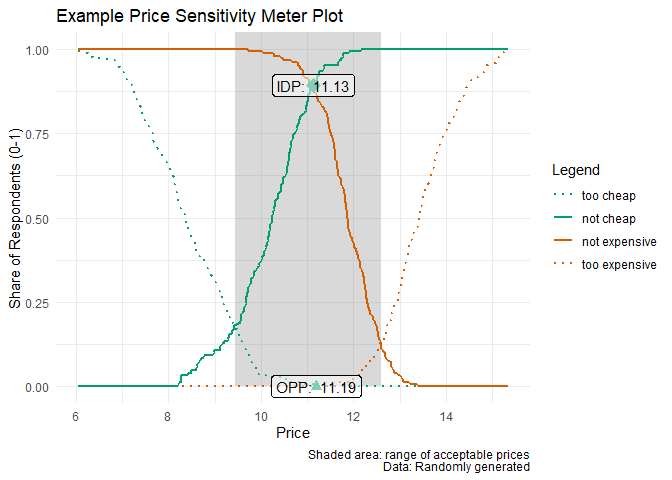 Example Price Sensitivity Meter Plot
1.00
0.75
0.50
0.25
0.00
Share of Respondents (0-1)
IDP: 11.13
OPP: 11.19
6
8
10
12
14
Price
Legend
too cheap
not cheap
not expensive
too expensive
Shaded area: range of acceptable prices
Data: Randomly generated